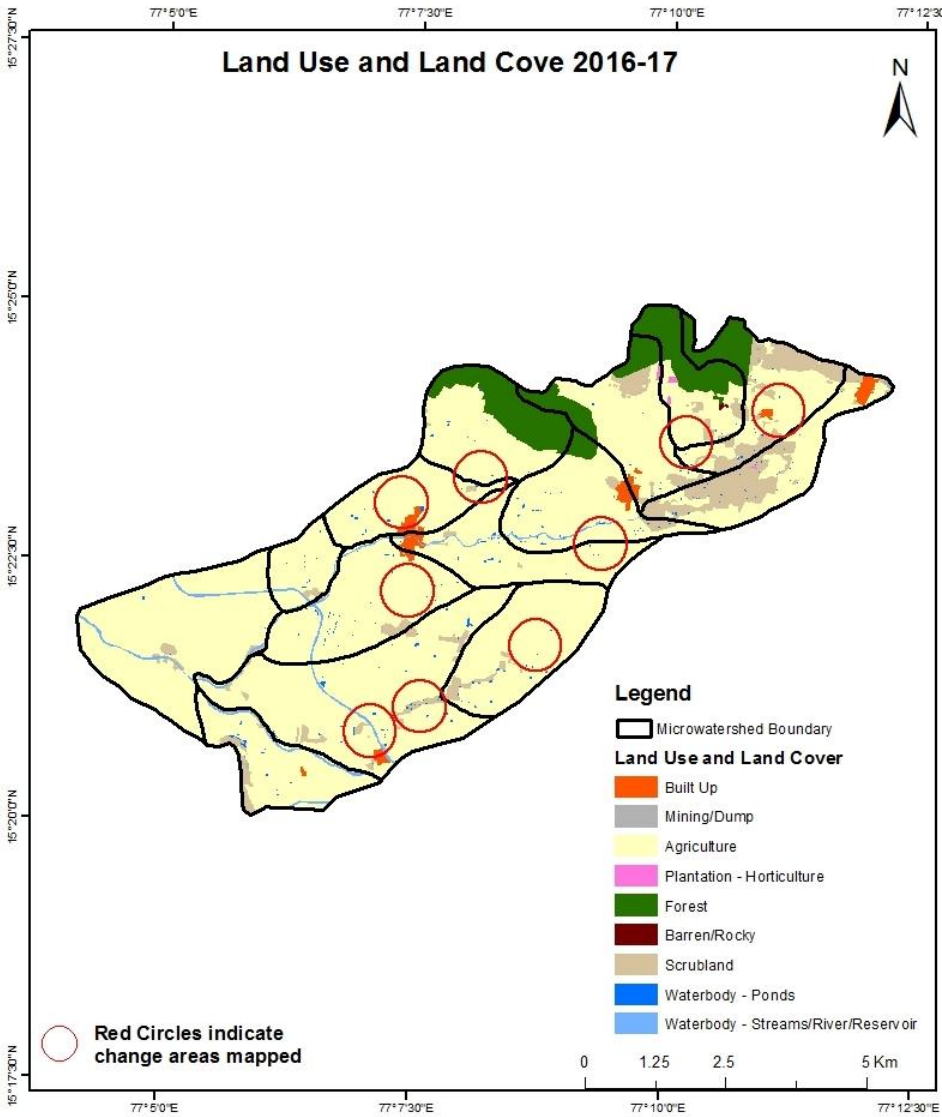 77°5'0"E 77°7'30"E 77°10'0"E 77°12'30
15°27'30"N
Land Use and Land Cove 2016-17
N
15°25'0"N
15°22'30"N
15°20'0"N
15°17'30"N
Legend
Microwatershed Boundary
Land Use and Land Cover
Built Up
Mining/Dump
Agriculture
Plantation - Horticulture
Forest
Barren/Rocky
Scrubland
Waterbody - Ponds
Waterbody - Streams/River/Reservoir
Red Circles indicate
change areas mapped
0 1.25 2.5 5 Km
77°5'0"E 77°7'30"E 77°10'0"E 77°12'30"E